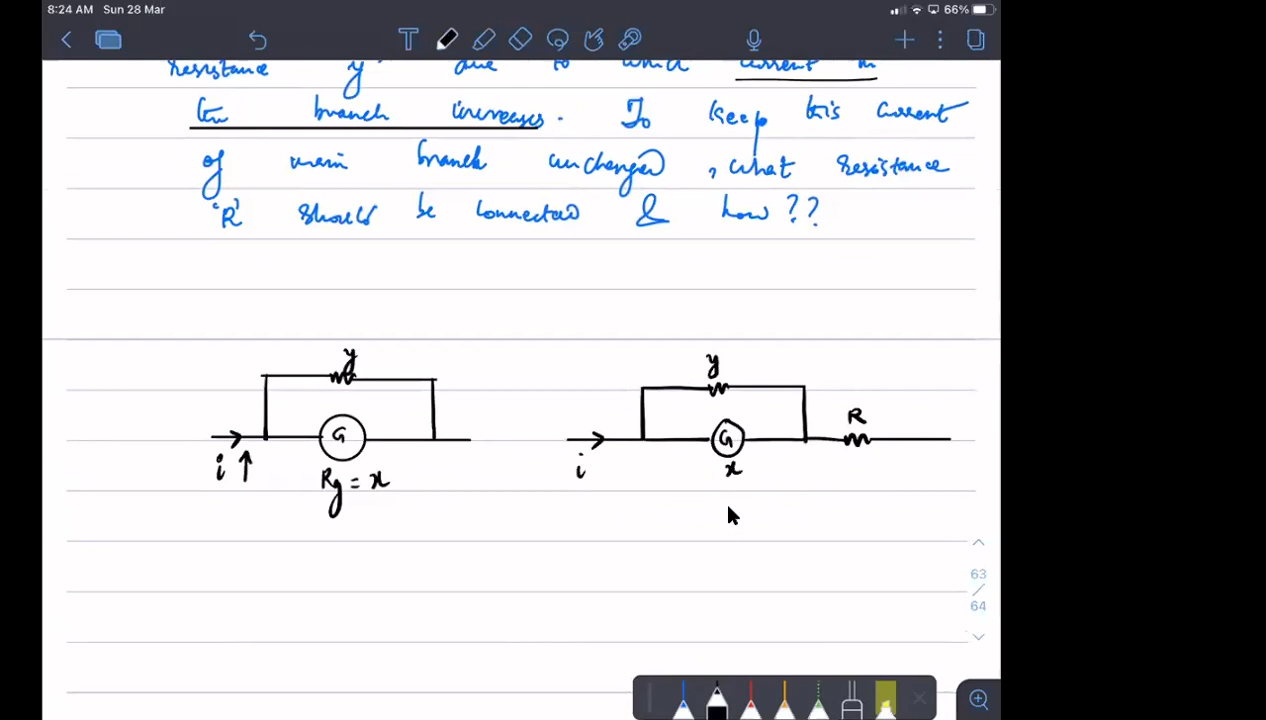 8:24 AM Sun 28 Mar
66%
T
resistance 'y' due to which current in
the branch increases. To keep this current
of main branch unchanged, what resistance
'R' should be connected & how??
y
G
i ↑
Rg = x
y
G
R
i
x
63
/
64